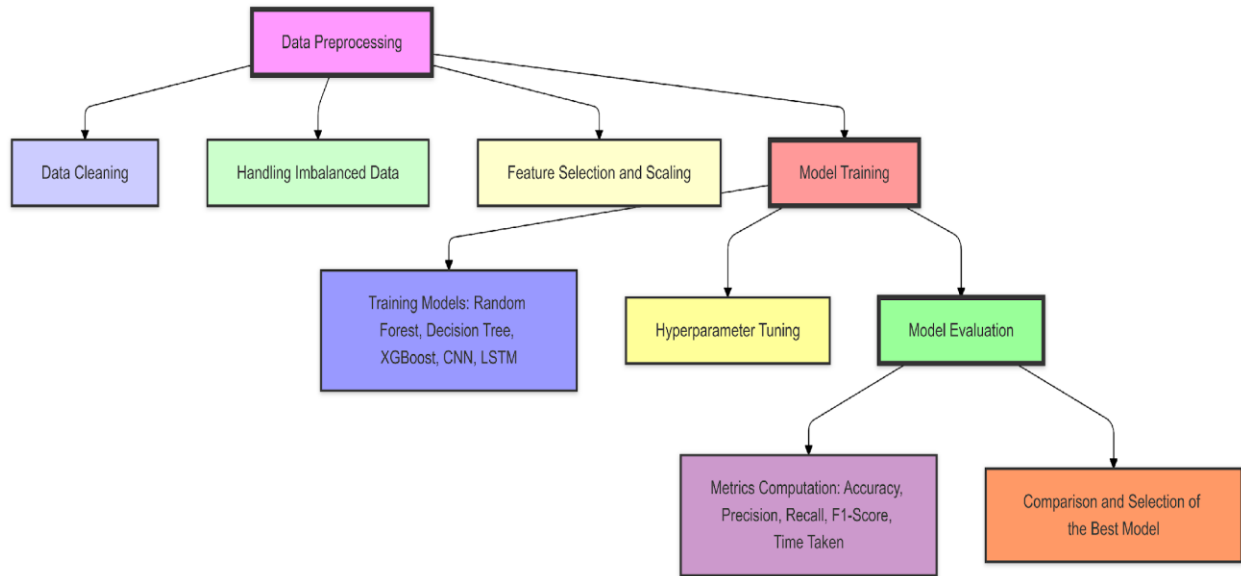 Data Preprocessing
Data Cleaning
Handling Imbalanced Data
Feature Selection and Scaling
Model Training
Training Models: Random
Forest, Decision Tree,
XGBoost, CNN, LSTM
Hyperparameter Tuning
Model Evaluation
Metrics Computation: Accuracy,
Precision, Recall, F1-Score,
Time Taken
Comparison and Selection of
the Best Model